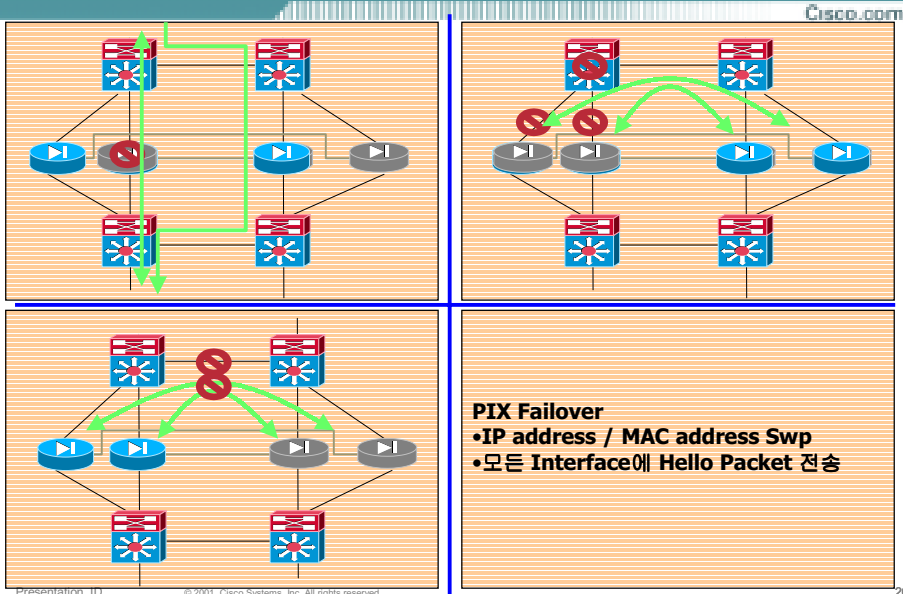 Cisco.com
PIX Failover
•IP address / MAC address Swp
•모든 Interface에 Hello Packet 전송
Presentation_ID
© 2001, Cisco Systems, Inc. All rights reserved.